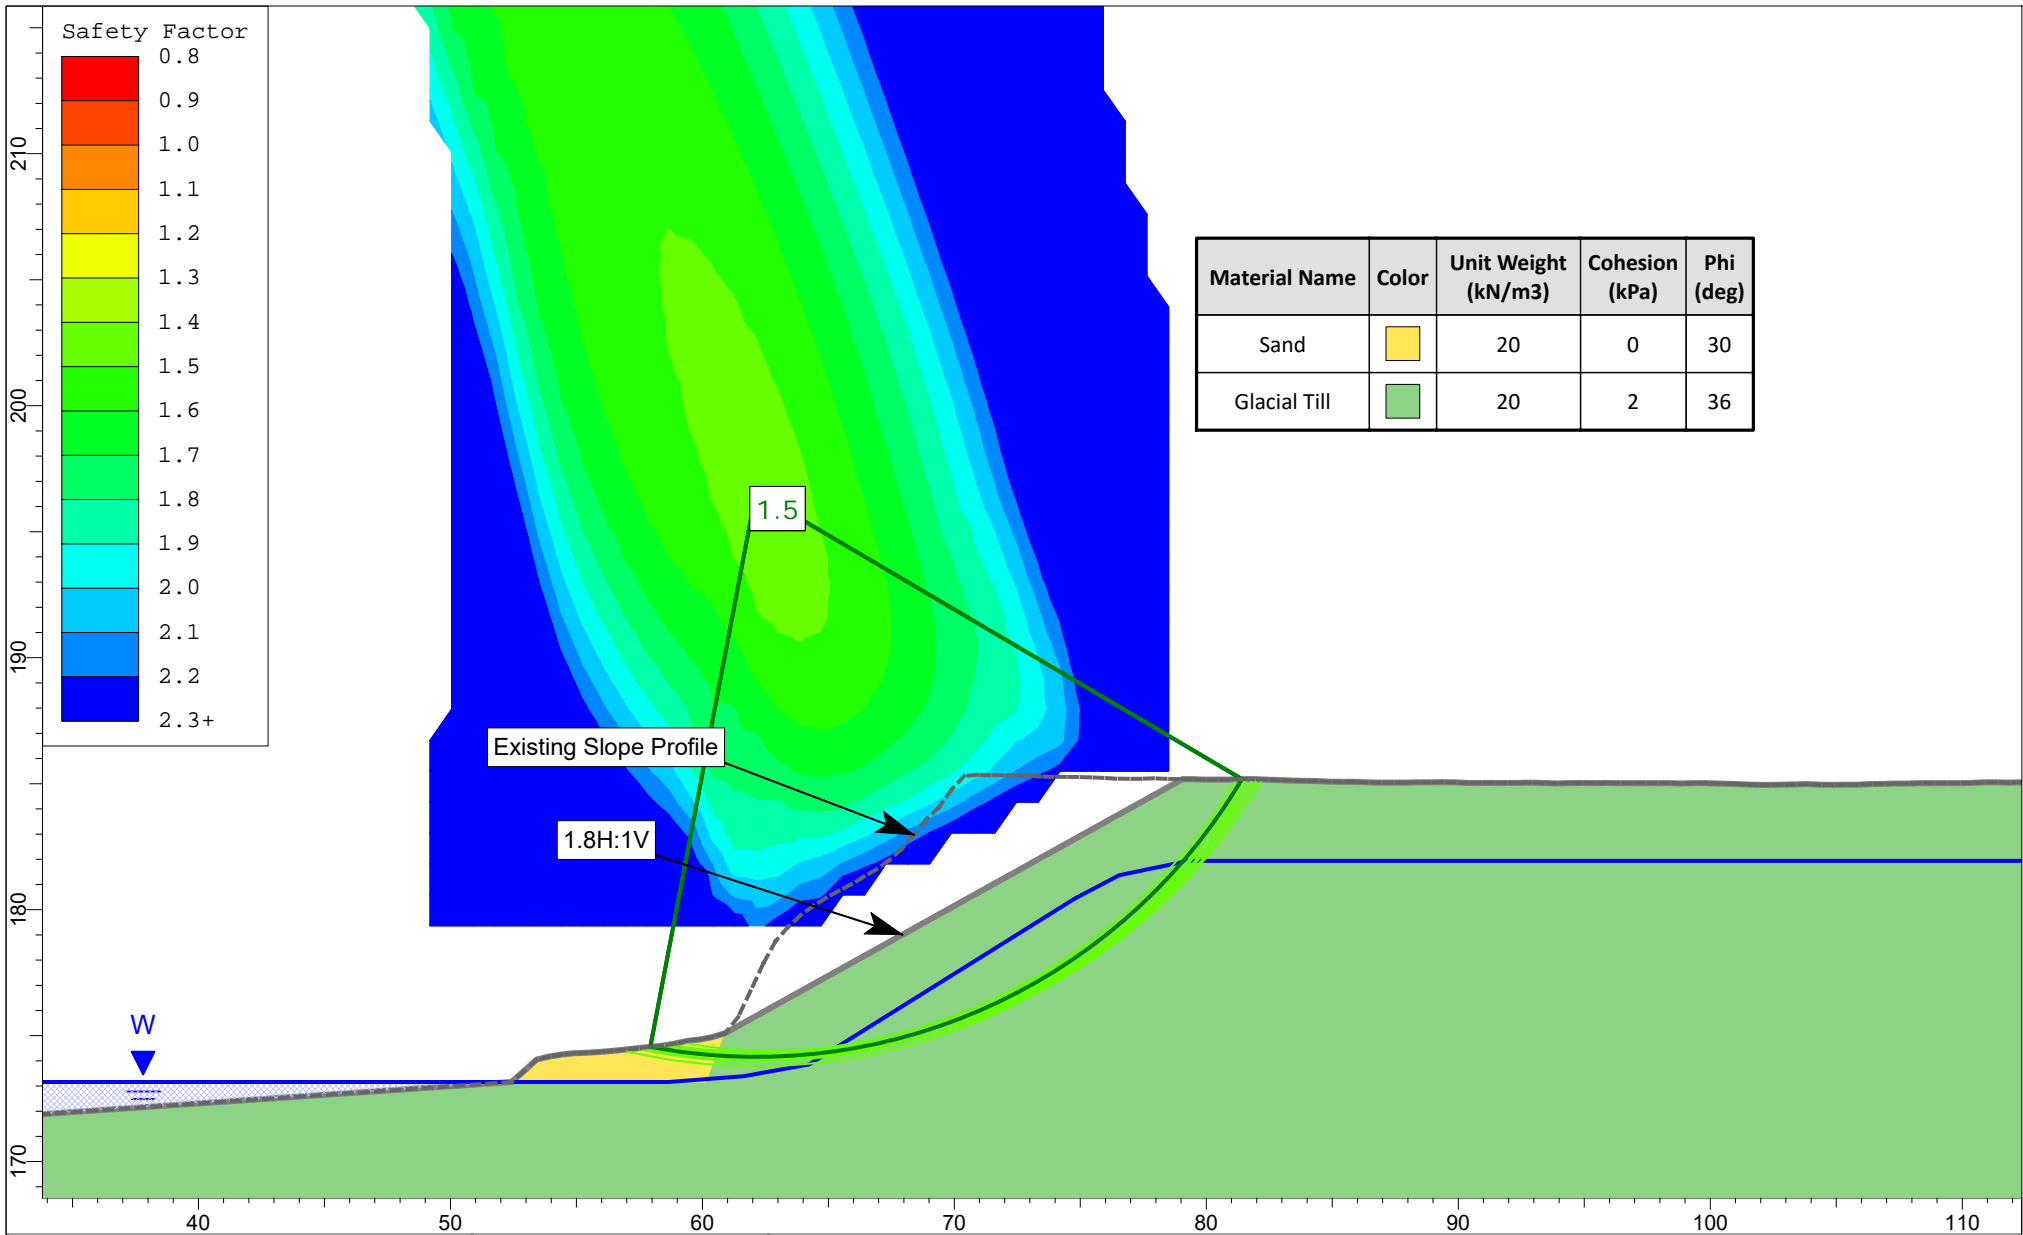 Safety Factor
0.8
0.9
1.0
1.1
1.2
1.3
1.4
1.5
1.6
1.7
1.8
1.9
2.0
2.1
2.2
2.3+
Material Name Color Unit Weight (kN/m3) Cohesion (kPa) Phi (deg)
Sand 20 0 30
Glacial Till 20 2 36
1.5
Existing Slope Profile
1.8H:1V
W
210
200
190
180
170
40 50 60 70 80 90 100 110